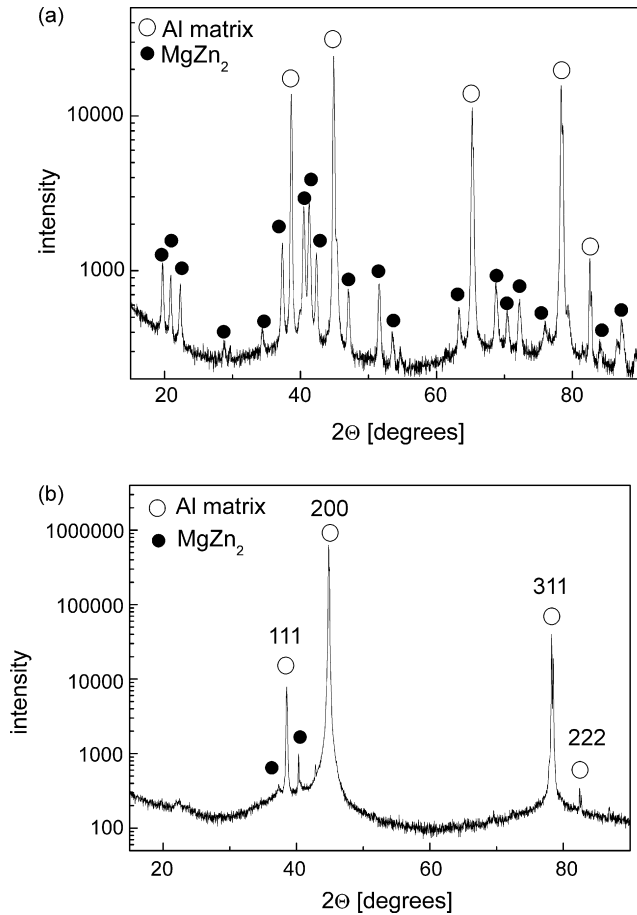 (a)
Al matrix
MgZn₂
10000
1000
intensity
20 40 60 80
2Θ [degrees]
(b)
Al matrix
MgZn₂
200
111
311
222
1000000
100000
10000
1000
100
intensity
20 40 60 80
2Θ [degrees]